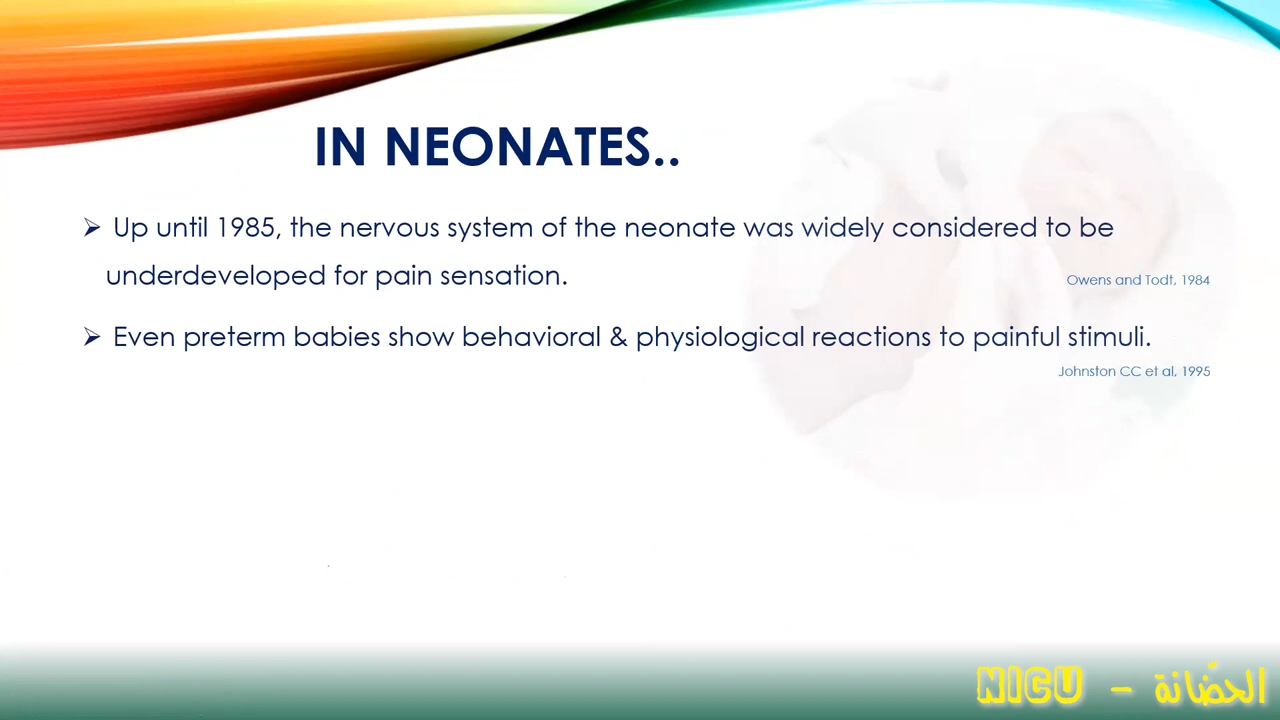 IN NEONATES..
➢ Up until 1985, the nervous system of the neonate was widely considered to be
underdeveloped for pain sensation.
Owens and Todt, 1984
➢ Even preterm babies show behavioral & physiological reactions to painful stimuli.
Johnston CC et al, 1995
NICU - الحضّانة